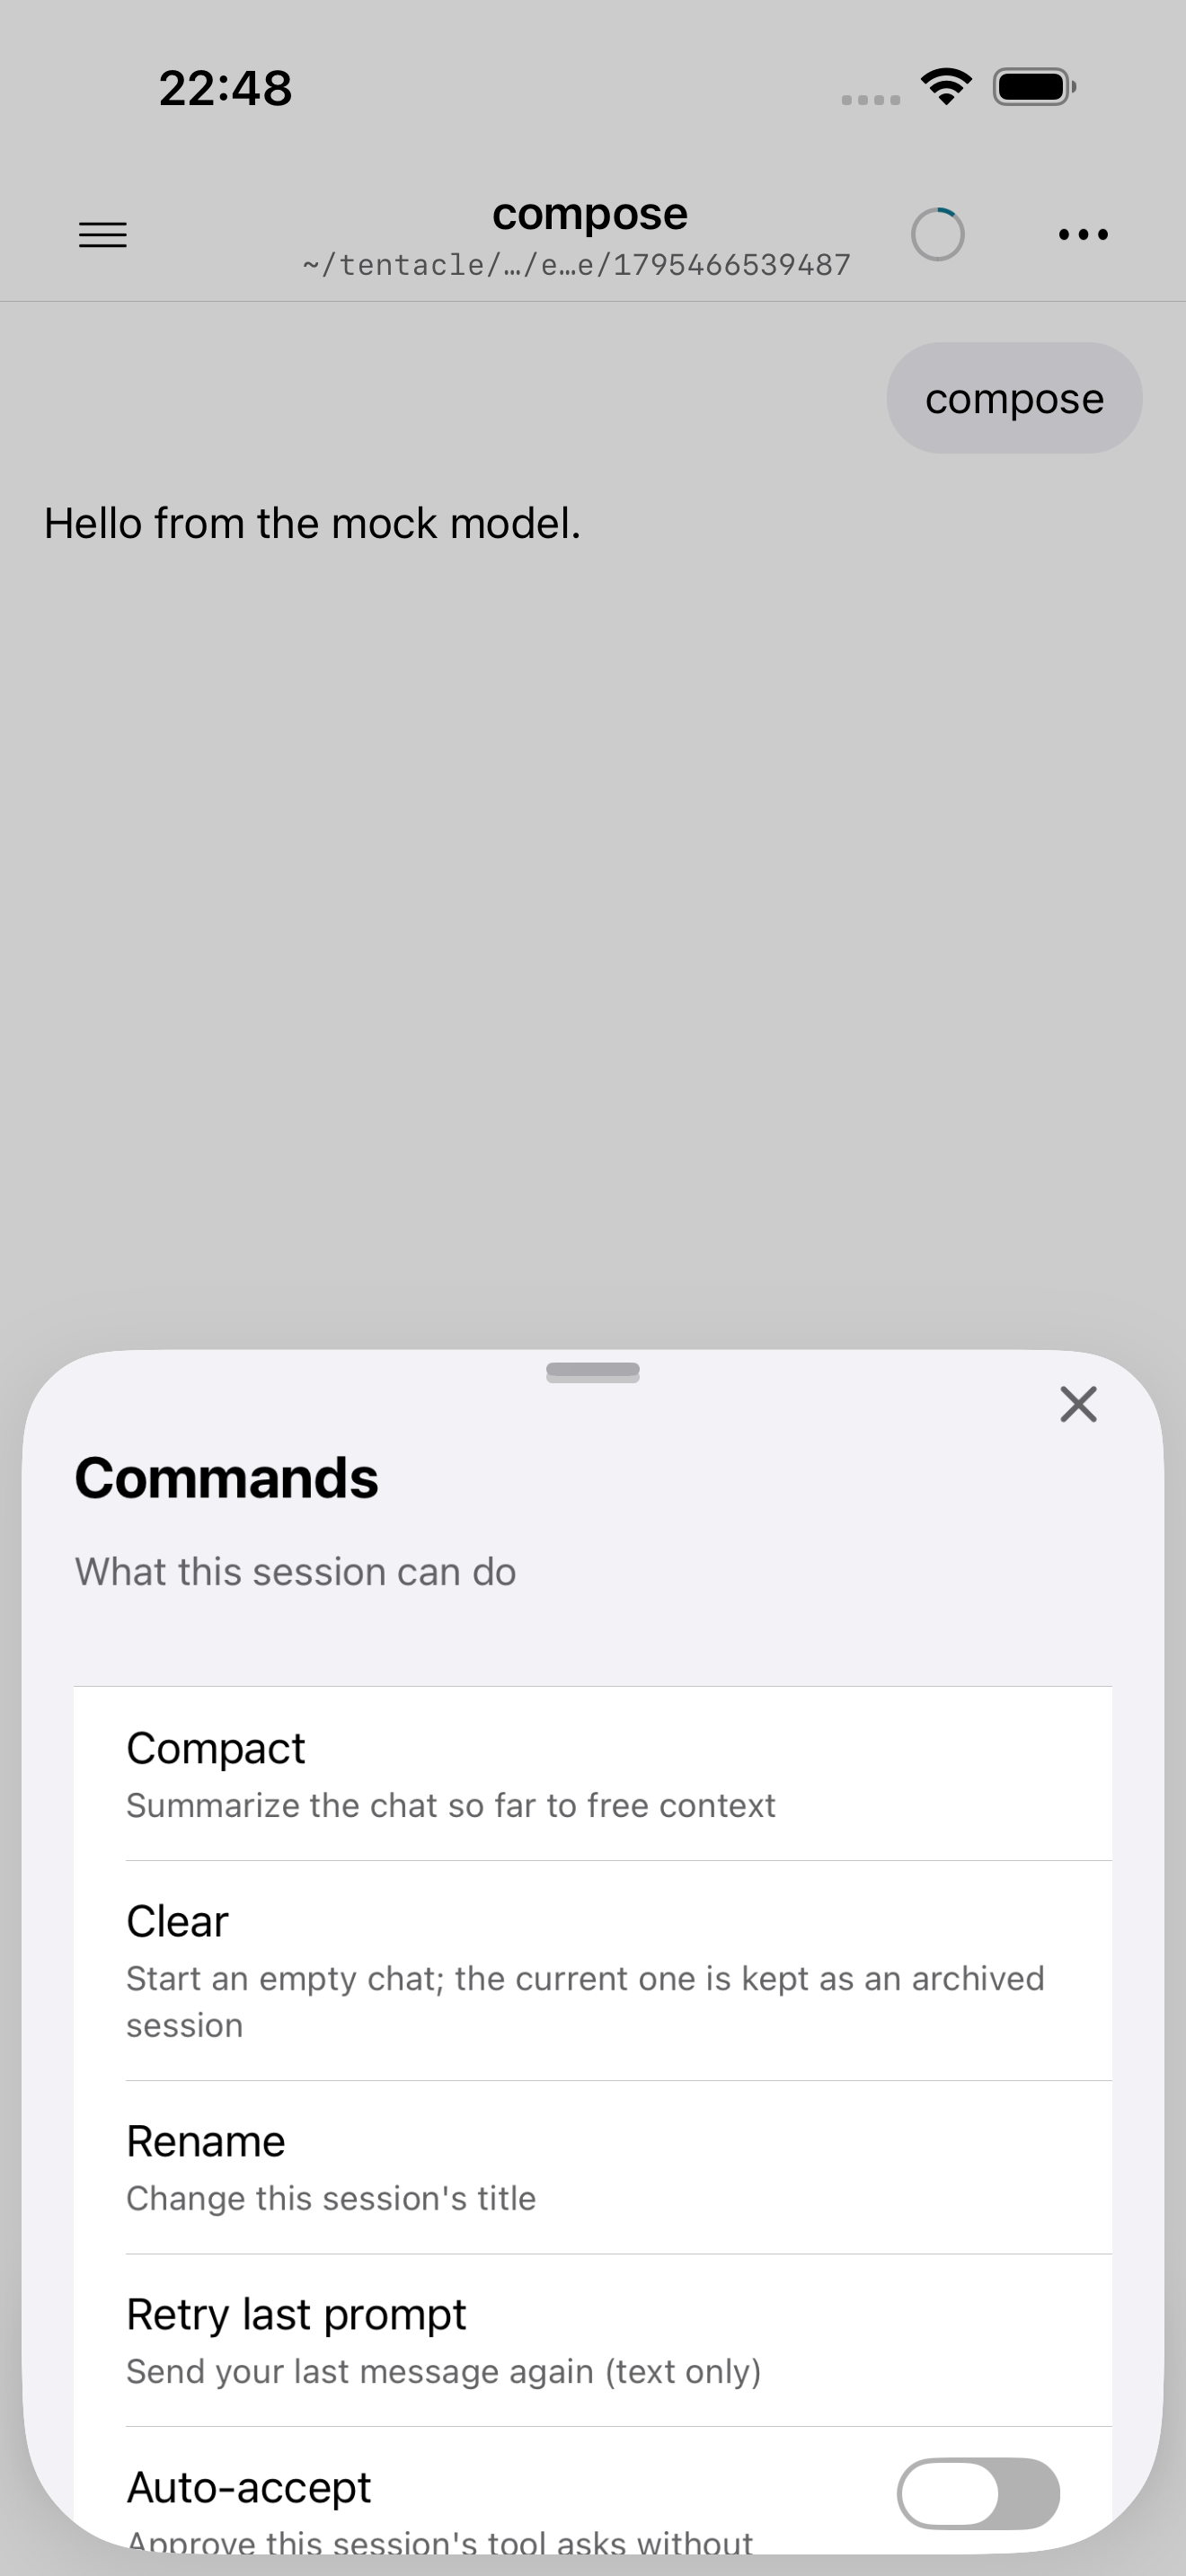 22:48
compose
~/tentacle/…/e…e/1795466539487
compose
Hello from the mock model.
Commands
What this session can do
Compact
Summarize the chat so far to free context
Clear
Start an empty chat; the current one is kept as an archived
session
Rename
Change this session's title
Retry last prompt
Send your last message again (text only)
Auto-accept
Approve this session's tool asks without